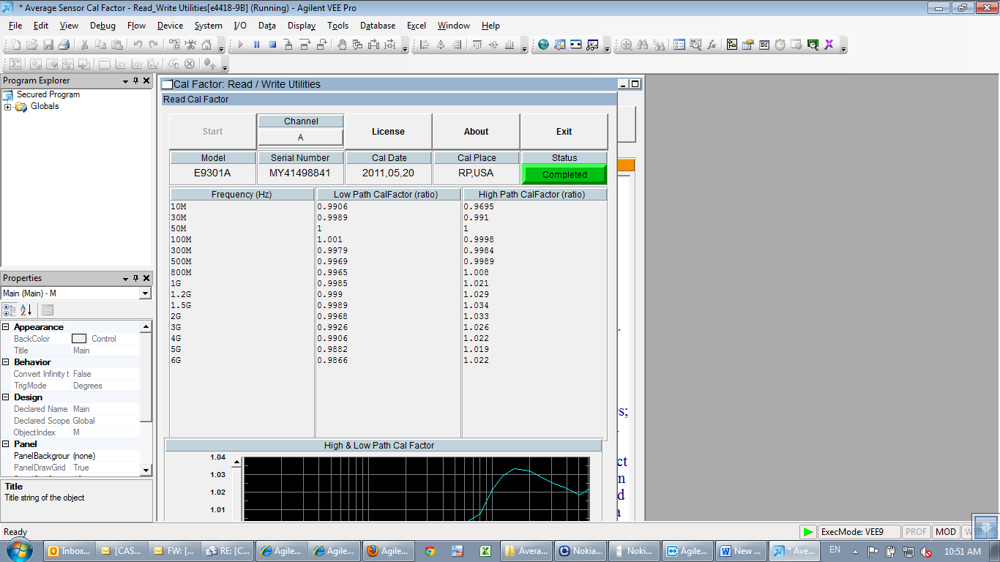 * Average Sensor Cal Factor - Read_Write Utilities[e4418-9B] (Running) - Agilent VEE Pro
File Edit View Debug Flow Device System I/O Data Display Tools Database Excel Window Help
Program Explorer
Secured Program
Globals
Properties
Main (Main) - M
Appearance
BackColor Control
Title Main
Behavior
Convert Infinity t False
TrigMode Degrees
Design
Declared Name Main
Declared Scope Global
ObjectIndex M
Panel
PanelBackgrour (none)
PanelDrawGrid True
Title
Title string of the object
Cal Factor: Read / Write Utilities
Read Cal Factor
Start
Channel
A
License
About
Exit
Model Serial Number Cal Date Cal Place Status
E9301A MY41498841 2011,05,20 RP,USA Completed
Frequency (Hz) Low Path CalFactor (ratio) High Path CalFactor (ratio)
10M 0.9906 0.9695
30M 0.9989 0.991
50M 1 1
100M 1.001 0.9998
300M 0.9979 0.9984
500M 0.9969 0.9989
800M 0.9965 1.008
1G 0.9985 1.021
1.2G 0.999 1.029
1.5G 0.9989 1.034
2G 0.9968 1.033
3G 0.9926 1.026
4G 0.9906 1.022
5G 0.9882 1.019
6G 0.9866 1.022
High & Low Path Cal Factor
1.04
1.03
1.02
1.01
s;
ct
n
d
a
Ready
ExecMode: VEE9 PROF MOD WEB
Inbox... [CAS... FW: [... RE: [C... Agile... Agile... Agile... Avera... Nokia... Noki... Agile... New ... * Ave... EN 10:51 AM